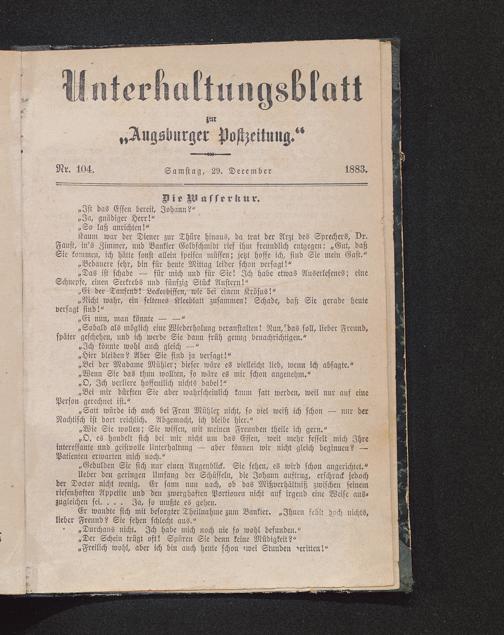 Unterhaltungsblatt
zur
„Augsburger Postzeitung.“
Nr. 104. Samstag, 29. December 1883.
Die Wasserkur.
„Ist das Essen bereit, Johann?“
„Ja, gnädiger Herr!“
„So laß anrichten!“
Kaum war der Diener zur Thüre hinaus, da trat der Arzt des Sprechers, Dr.
Faust, in's Zimmer, und Bankier Goldschmidt rief ihm freundlich entgegen: „Gut, daß
Sie kommen, ich hätte sonst allein speisen müssen; jetzt hoffe ich, sind Sie mein Gast.“
„Bedauere sehr, bin für heute Mittag leider schon versagt!“
„Das ist schade — für mich und für Sie! Ich habe etwas Auserlesenes; eine
Schnepfe, einen Seekrebs und fünfzig Stück Austern!“
„Ei der Tausend! Leckerbissen, wie bei einem Krösus!“
„Nicht wahr, ein seltenes Kleeblatt zusammen! Schade, daß Sie gerade heute
versagt sind!“
„Ei nun, man könnte — —“
„Sobald als möglich eine Wiederholung veranstalten! Nun, das soll, lieber Freund,
später geschehen, und ich werde Sie dann früh genug benachrichtigen.“
„Ich könnte wohl auch gleich —“
„Hier bleiben? Aber Sie sind ja versagt!“
„Bei der Madame Mühler; dieser wäre es vielleicht lieb, wenn ich absagte.“
„Wenn Sie das thun wollten, so wäre es mir schon angenehm.“
„O, Ich verliere hoffentlich nichts dabei!“
„Bei mir dürften Sie aber wahrscheinlich kaum satt werden, weil nur auf eine
Person gerechnet ist.“
„Satt würde ich auch bei Frau Mühler nicht, so viel weiß ich schon — nur der
Nachtisch ist dort reichlich. Abgemacht, ich bleibe hier.“
„Wie Sie wollen; Sie wissen, mit meinen Freunden theile ich gern.“
„O, es handelt sich bei mir nicht um das Essen, weit mehr fesselt mich Ihre
interessante und geistvolle Unterhaltung — aber können wir nicht gleich beginnen? —
Patienten erwarten mich noch.“
„Gedulden Sie sich nur einen Augenblick. Sie sehen, es wird schon angerichtet.“
Ueber den geringen Umfang der Schüsseln, die Johann auftrug, erschrack jedoch
der Doctor nicht wenig. Er sann nun nach, ob das Mißverhältniß zwischen seinem
riesenhaften Appetite und den zwerghaften Portionen nicht auf irgend eine Weise aus-
zugleichen sei. . . . Ja, so mußte es gehen.
Er wandte sich mit besorgter Theilnahme zum Bankier. „Ihnen fehlt doch nichts,
lieber Freund? Sie sehen schlecht aus.“
„Durchaus nicht. Ich habe mich noch nie so wohl befunden.“
„Der Schein trügt oft! Spüren Sie denn keine Müdigkeit?“
„Freilich wohl, aber ich bin auch heute schon zwei Stunden geritten!“